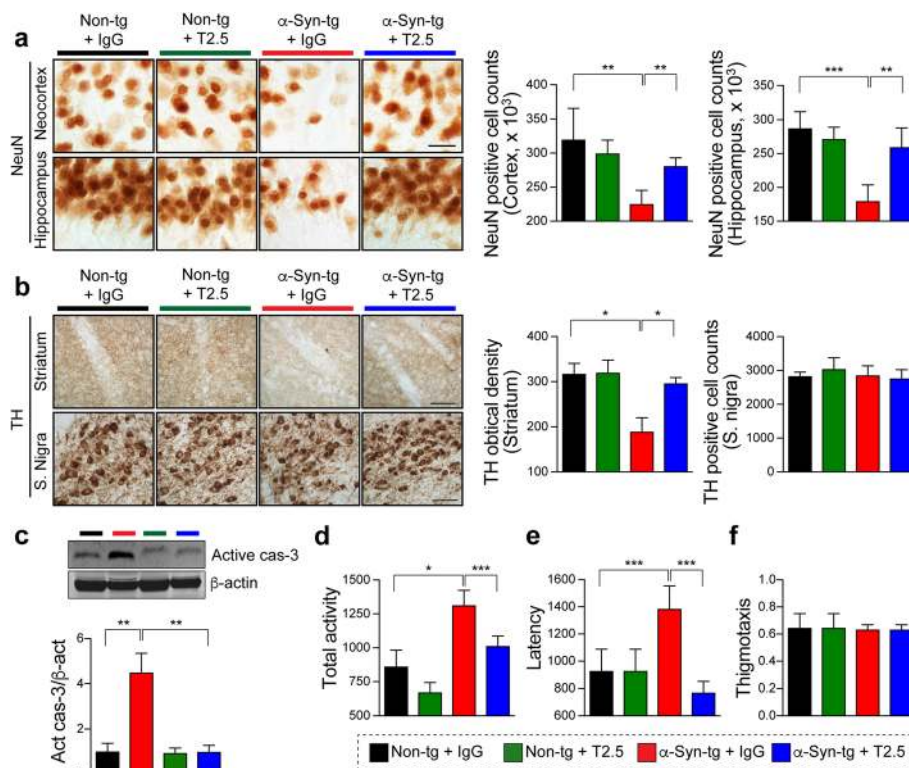 a
Non-tg + IgG
Non-tg + T2.5
α-Syn-tg + IgG
α-Syn-tg + T2.5
NeuN
Neocortex
Hippocampus
NeuN positive cell counts
(Cortex, x 10³)
400
350
300
250
200
**
**
NeuN positive cell counts
(Hippocampus, x 10³)
350
300
250
200
150
***
**
b
Non-tg + IgG
Non-tg + T2.5
α-Syn-tg + IgG
α-Syn-tg + T2.5
TH
Striatum
S. Nigra
TH obtical density
(Striatum)
400
300
200
100
*
*
TH positive cell counts
(S. nigra)
5000
4000
3000
2000
1000
0
c
Active cas-3
β-actin
Act cas-3/β-act
6
4
2
**
**
d
Total activity
1500
1250
1000
750
500
*
***
e
Latency
1600
1400
1200
1000
800
600
***
***
f
Thigmotaxis
1.0
0.8
0.6
0.4
0.2
0.0
Non-tg + IgG
Non-tg + T2.5
α-Syn-tg + IgG
α-Syn-tg + T2.5